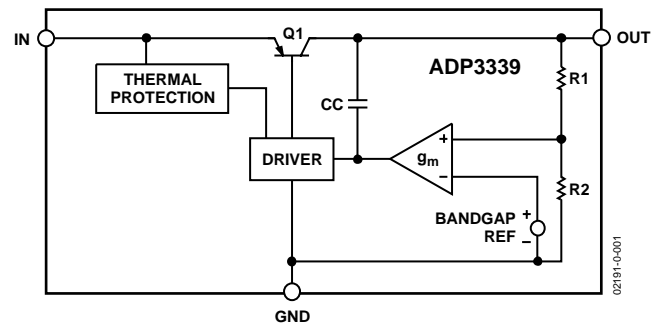 IN
Q1
OUT
THERMAL
PROTECTION
ADP3339
R1
CC
DRIVER
+
gm
–
R2
BANDGAP
REF
+
–
GND
02191-0-001